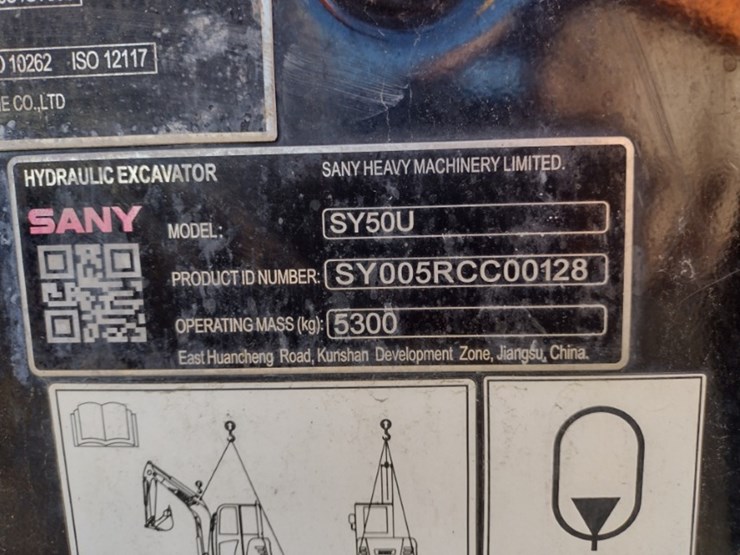 10262 ISO 12117
CO.,LTD
HYDRAULIC EXCAVATOR
SANY HEAVY MACHINERY LIMITED.
SANY
MODEL: SY50U
PRODUCT ID NUMBER: SY005RCC00128
OPERATING MASS (kg): 5300
East Huancheng Road, Kunshan Development Zone, Jiangsu, China.